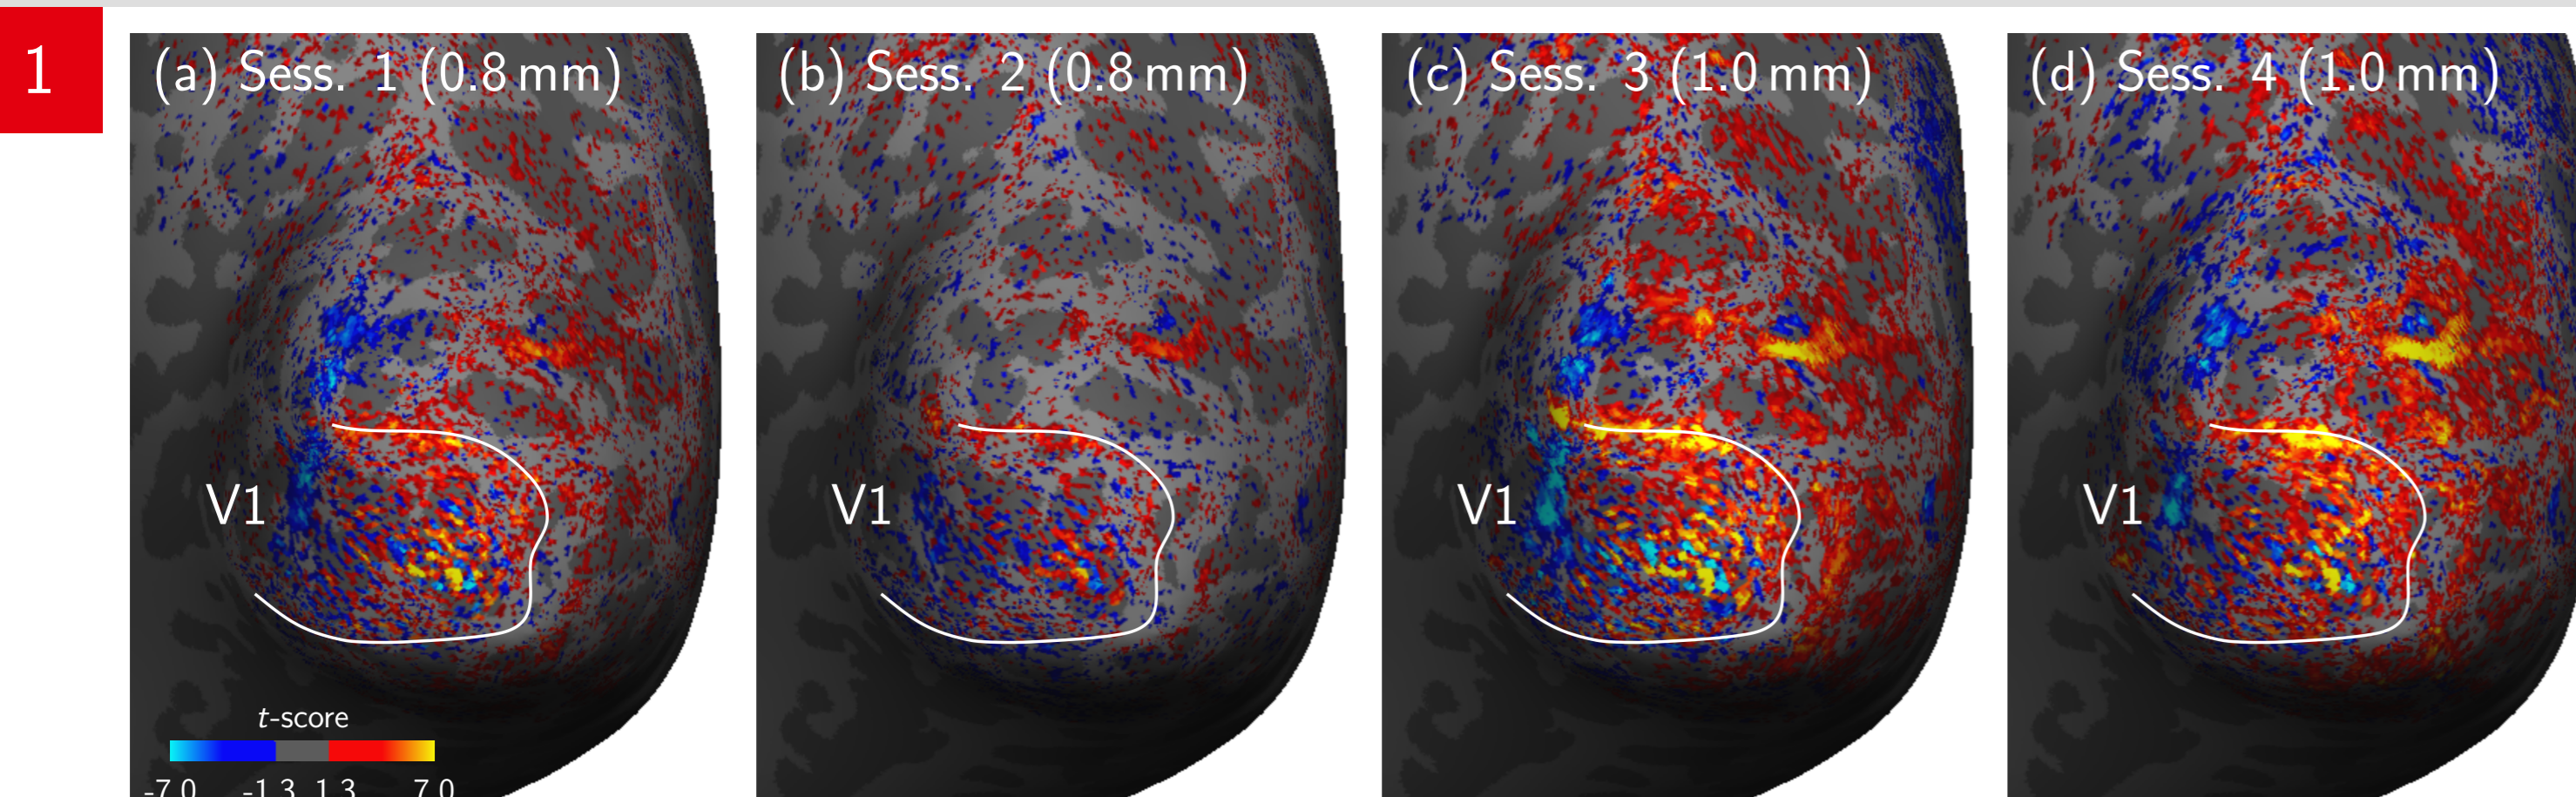 1
(a) Sess. 1 (0.8 mm)
(b) Sess. 2 (0.8 mm)
(c) Sess. 3 (1.0 mm)
(d) Sess. 4 (1.0 mm)
V1
V1
V1
V1
t-score
-7.0 -1.3 1.3 7.0